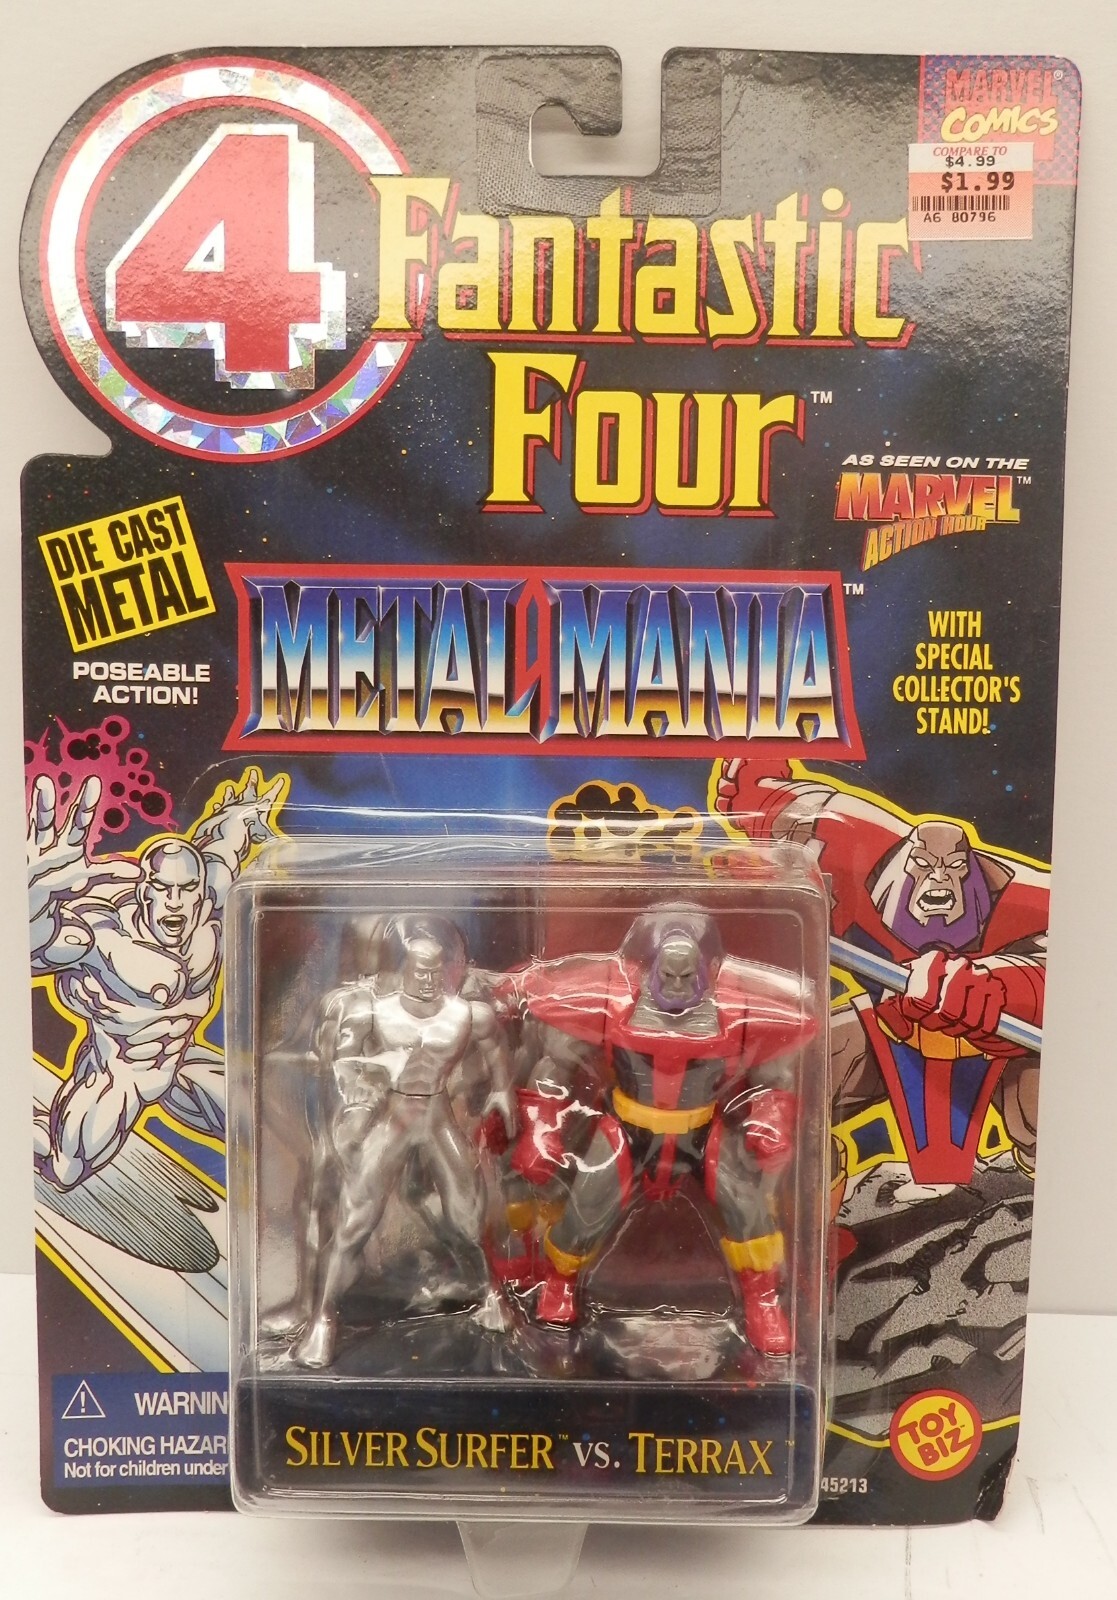 4
Fantastic
Four™
MARVEL®
COMICS
COMPARE TO
$4.99
$1.99
A6 80796
AS SEEN ON THE
MARVEL™
ACTION HOUR
DIE CAST
METAL
POSEABLE
ACTION!
METAL MANIA™
WITH
SPECIAL
COLLECTOR'S
STAND!
WARNIN
CHOKING HAZAR
Not for children under
SILVER SURFER™ VS. TERRAX™
TOY
BIZ
45213